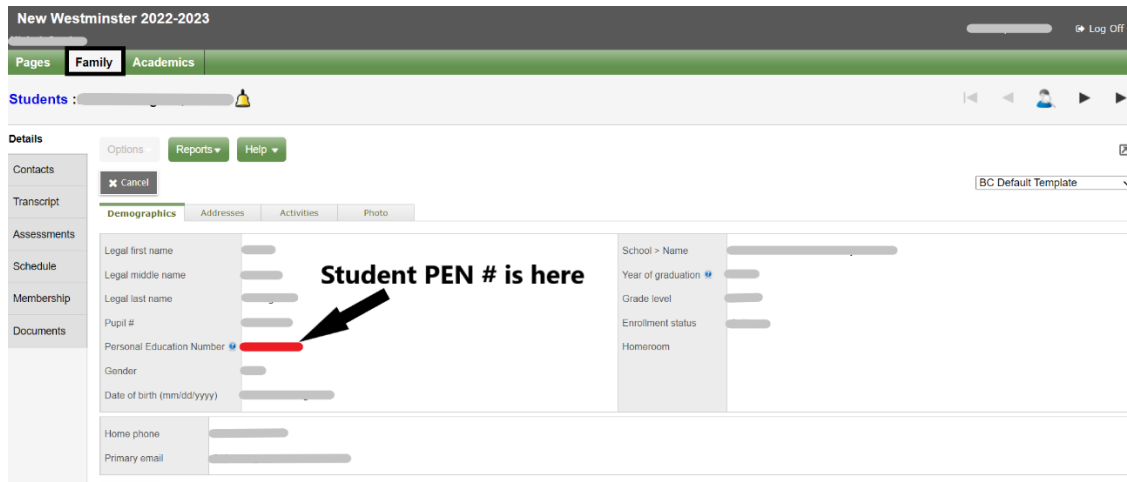 New Westminster 2022-2023
Log Off
Pages Family Academics
Students :
Details
Contacts
Transcript
Assessments
Schedule
Membership
Documents
Options Reports Help
Cancel
BC Default Template
Demographics Addresses Activities Photo
Legal first name
Legal middle name
Legal last name
Pupil #
Personal Education Number
Gender
Date of birth (mm/dd/yyyy)
Student PEN # is here
School > Name
Year of graduation
Grade level
Enrollment status
Homeroom
Home phone
Primary email